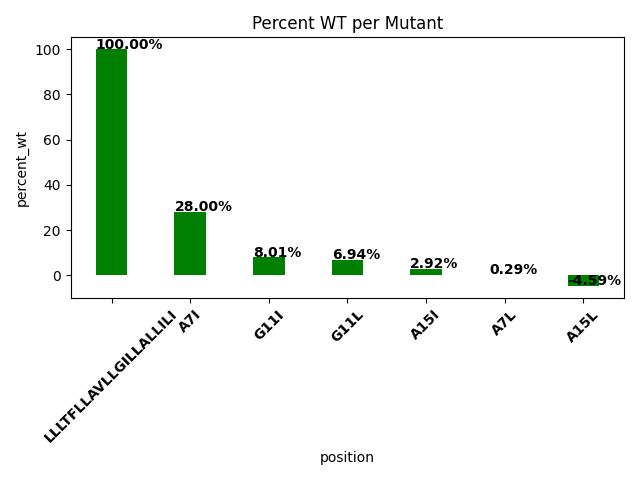 Percent WT per Mutant
percent_wt
100
80
60
40
20
0
100.00%
28.00%
8.01%
6.94%
2.92%
0.29%
-4.59%
LLLTFLLAVLLGILLALLILI
A7I
G11I
G11L
A15I
A7L
A15L
position